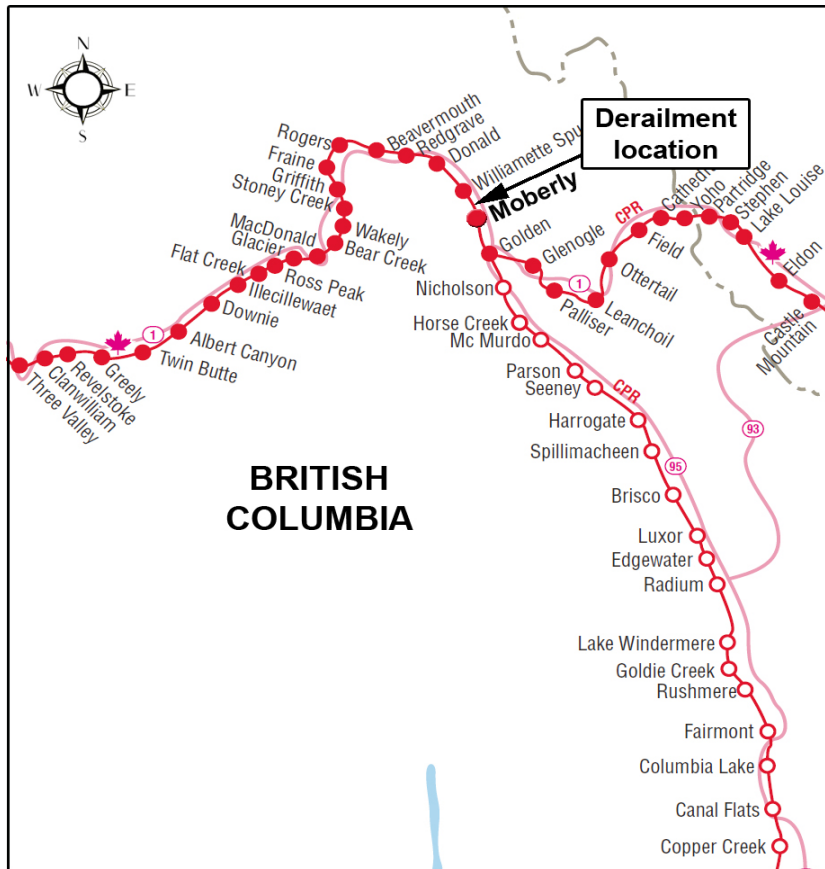 N
W E
S
Derailment
location
Rogers
Fraine
Griffith
Stoney Creek
Beavermouth
Redgrave
Donald
Williamette Spu
Moberly
MacDonald
Glacier
Flat Creek
Wakely
Bear Creek
Ross Peak
Illecillewaet
Downie
Albert Canyon
Twin Butte
Greely
Revelstoke
Clanwilliam
Three Valley
1
Golden
Glenogle
1
Palliser
Leanchoil
Ottertail
Field
CPR
Cathed
Yoho
Partridge
Stephen
Lake Louise
Eldon
Castle
Mountain
93
Nicholson
Horse Creek
Mc Murdo
Parson
Seeney
CPR
Harrogate
Spillimacheen
95
Brisco
Luxor
Edgewater
Radium
BRITISH
COLUMBIA
Lake Windermere
Goldie Creek
Rushmere
Fairmont
Columbia Lake
Canal Flats
Copper Creek